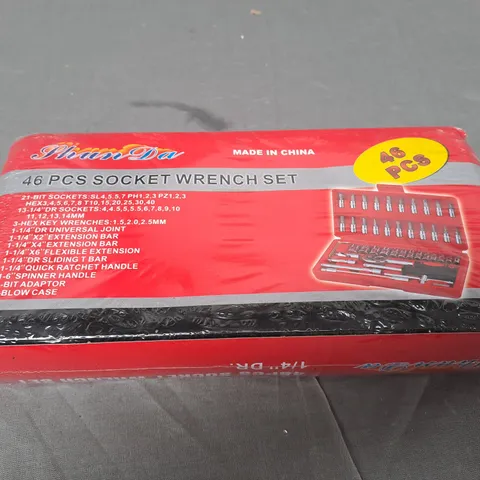 ShanDa
MADE IN CHINA
46 PCS
46 PCS SOCKET WRENCH SET
21-BIT SOCKETS:SL4,5.5,7 PH1,2,3 PZ1,2,3
HEX3,4,5,6,7,8 T10,15,20,25,30,40
13-1/4"DR SOCKETS:4,4.5,5,5.5,6,7,8,9,10
11,12,13,14MM
3-HEX KEY WRENCHES:1.5,2.0,2.5MM
1-1/4"DR UNIVERSAL JOINT
1-1/4"X2"EXTENSION BAR
1-1/4"X4"EXTENSION BAR
1-1/4"X6"FLEXIBLE EXTENSION
1-1/4"DR SLIDING T BAR
1-1/4"QUICK RATCHET HANDLE
1-6"SPINNER HANDLE
-BIT ADAPTOR
-BLOW CASE
1/4" DR.